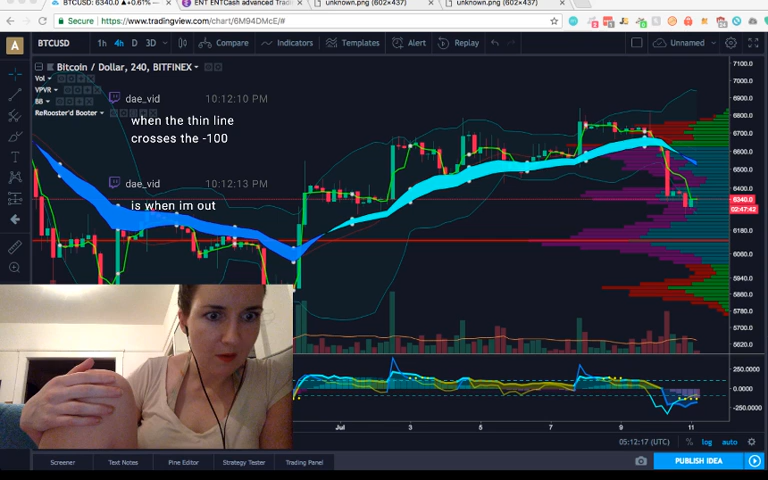 BTCUSD: 6340.0 ▲+0.61%
ENT ENTCash advanced Trad
unknown.png (602×437)
unknown.png (602×437)
Secure
https://www.tradingview.com/chart/6M94DMcE/#
A
BTCUSD
1h 4h D 3D
Compare
Indicators
Templates
Alert
Replay
Unnamed
Bitcoin / Dollar, 240, BITFINEX
Vol
VPVR
BB
ReRooster'd Booter
dae_vid 10:12:10 PM
when the thin line
crosses the -100
dae_vid 10:12:13 PM
is when im out
7100.0
7000.0
6900.0
6800.0
6700.0
6600.0
6500.0
6400.0
6340.0
02:47:42
6180.0
6060.0
5940.0
5860.0
5780.0
5700.0
5620.0
250.0000
0.0000
-250.0000
Jul 3 5 7 9 11
05:12:17 (UTC) % log auto
Screener
Text Notes
Pine Editor
Strategy Tester
Trading Panel
PUBLISH IDEA